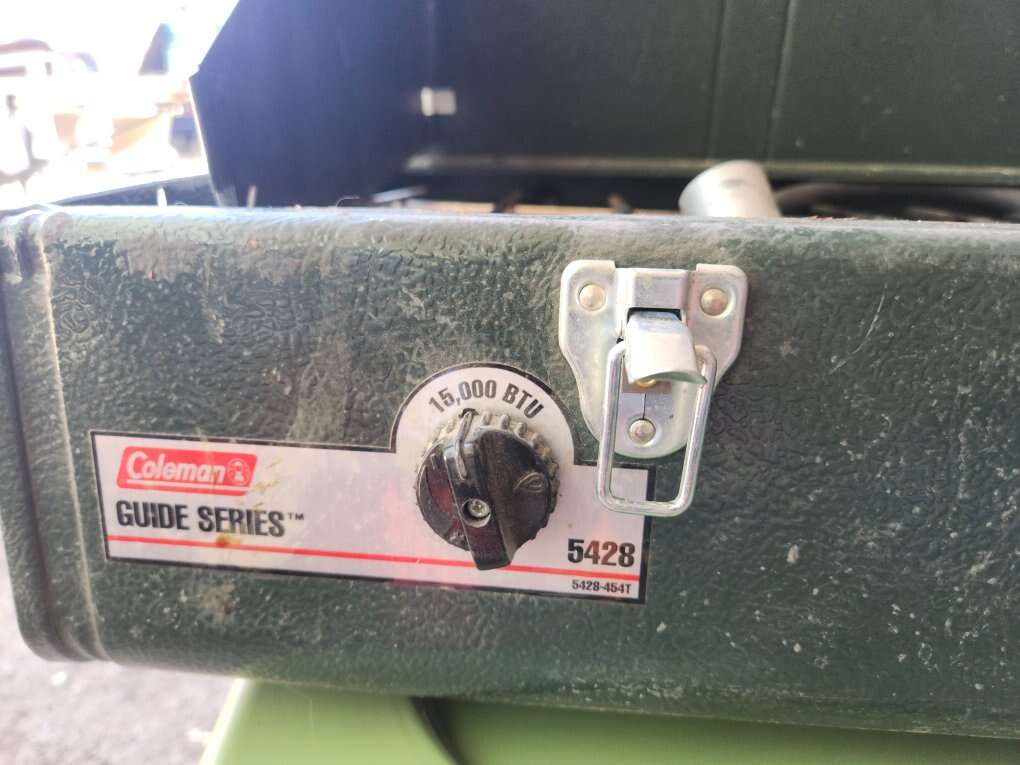 15,000 BTU
Coleman
GUIDE SERIES™
5428
5428-454T